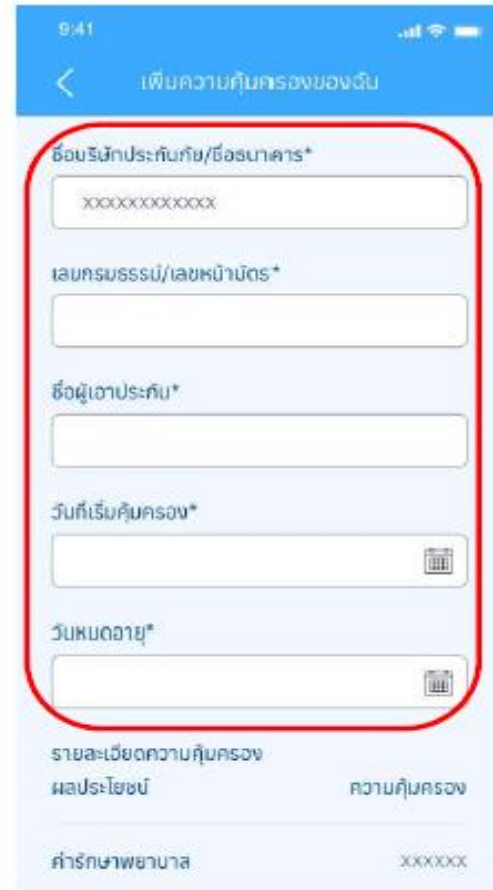 9:41
เพิ่มความคุ้มครองของฉัน
ชื่อบริษัทประกันภัย/ชื่อธนาคาร*
xxxxxxxxxxxx
เลขกรมธรรม์/เลขหน้าบัตร*
ชื่อผู้เอาประกัน*
วันที่เริ่มคุ้มครอง*
วันหมดอายุ*
รายละเอียดความคุ้มครอง
ผลประโยชน์ ความคุ้มครอง
ค่ารักษาพยาบาล xxxxxx